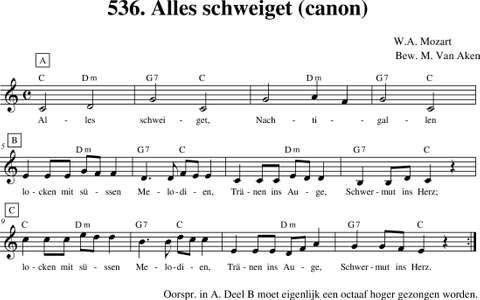 536. Alles schweiget (canon)
W.A. Mozart
Bew. M. Van Aken
A
C Dm G7 C Dm G7 C
Al - les schwei - get, Nach - ti - gal - len
5 B
Dm G7 C Dm G7 C
lo - cken mit sü - ssen Me - lo - di - en, Trä - nen ins Au - ge, Schwer - mut ins Herz;
C
9 C Dm G7 C C Dm G7 C
lo - cken mit sü - ssen Me - lo - di - en, Trä - nen ins Au - ge, Schwer - mut ins Herz.
Oorspr. in A. Deel B moet eigenlijk een octaaf hoger gezongen worden.